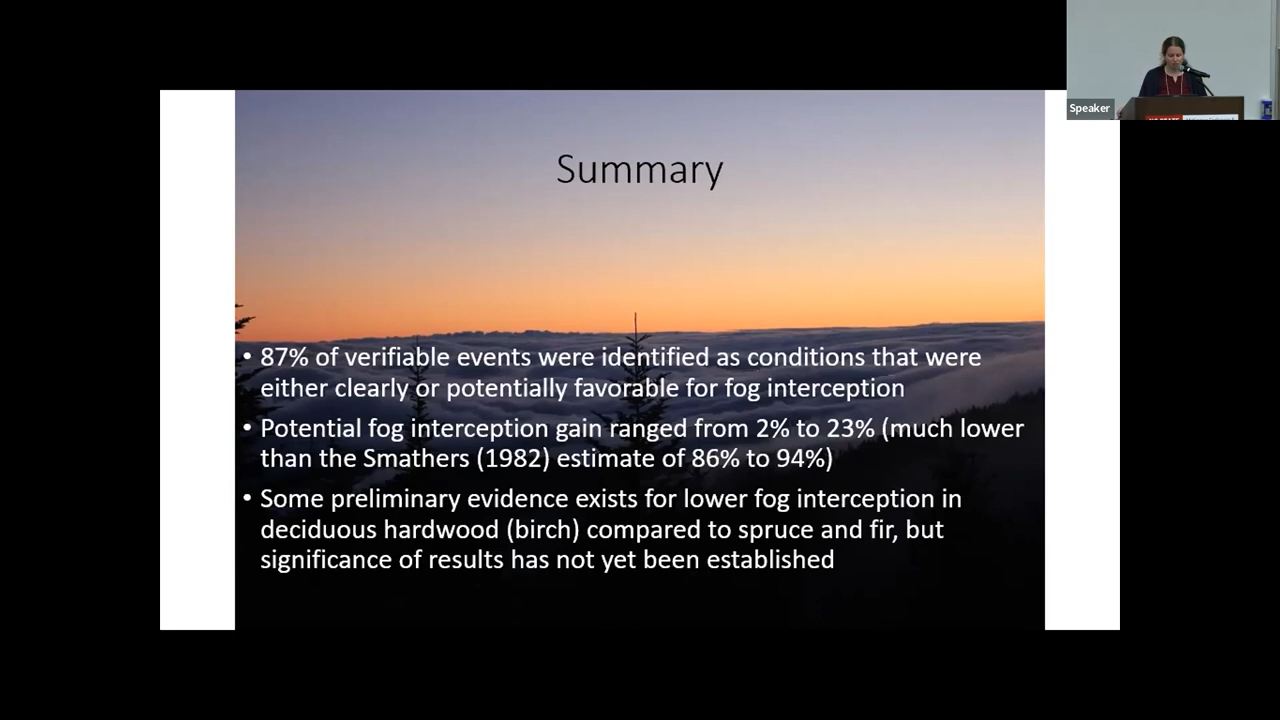 Speaker
Summary
• 87% of verifiable events were identified as conditions that were
either clearly or potentially favorable for fog interception
• Potential fog interception gain ranged from 2% to 23% (much lower
than the Smathers (1982) estimate of 86% to 94%)
• Some preliminary evidence exists for lower fog interception in
deciduous hardwood (birch) compared to spruce and fir, but
significance of results has not yet been established